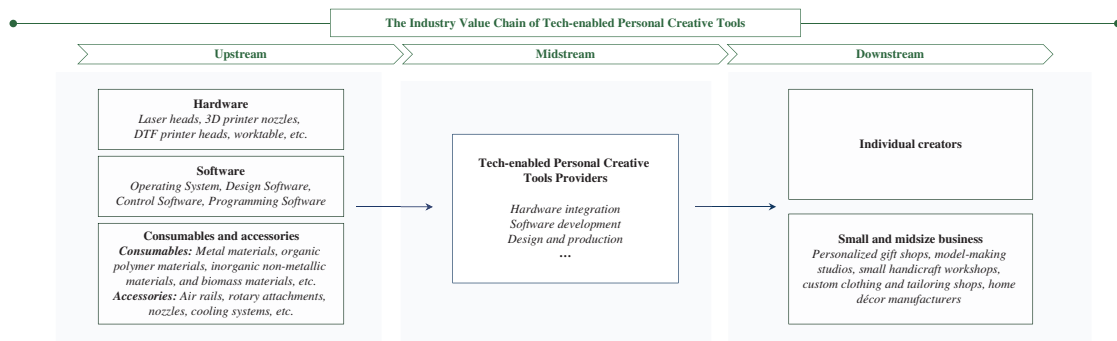 The Industry Value Chain of Tech-enabled Personal Creative Tools
Upstream
Midstream
Downstream
Hardware
Laser heads, 3D printer nozzles,
DTF printer heads, worktable, etc.
Software
Operating System, Design Software,
Control Software, Programming Software
Consumables and accessories
Consumables: Metal materials, organic
polymer materials, inorganic non-metallic
materials, and biomass materials, etc.
Accessories: Air rails, rotary attachments,
nozzles, cooling systems, etc.
Tech-enabled Personal Creative
Tools Providers
Hardware integration
Software development
Design and production
...
Individual creators
Small and midsize business
Personalized gift shops, model-making
studios, small handicraft workshops,
custom clothing and tailoring shops, home
décor manufacturers